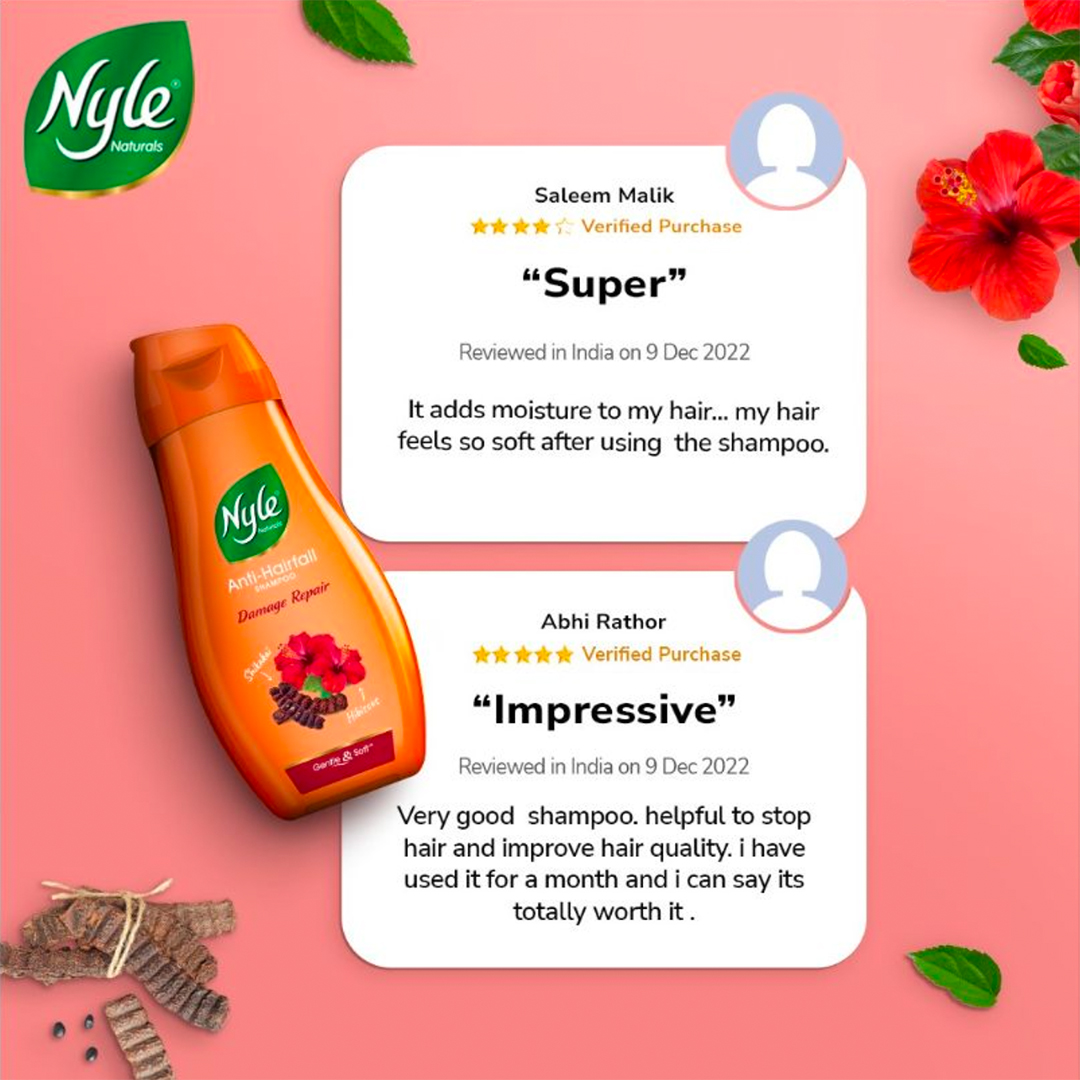 Nyle
Naturals
Saleem Malik
★★★★☆ Verified Purchase
“Super”
Reviewed in India on 9 Dec 2022
It adds moisture to my hair... my hair
feels so soft after using the shampoo.
Nyle
Naturals
Anti-Hairfall
SHAMPOO
Damage Repair
Shikakai
Hibiscus
Gentle & Soft™
Abhi Rathor
★★★★★ Verified Purchase
“Impressive”
Reviewed in India on 9 Dec 2022
Very good shampoo. helpful to stop
hair and improve hair quality. i have
used it for a month and i can say its
totally worth it .